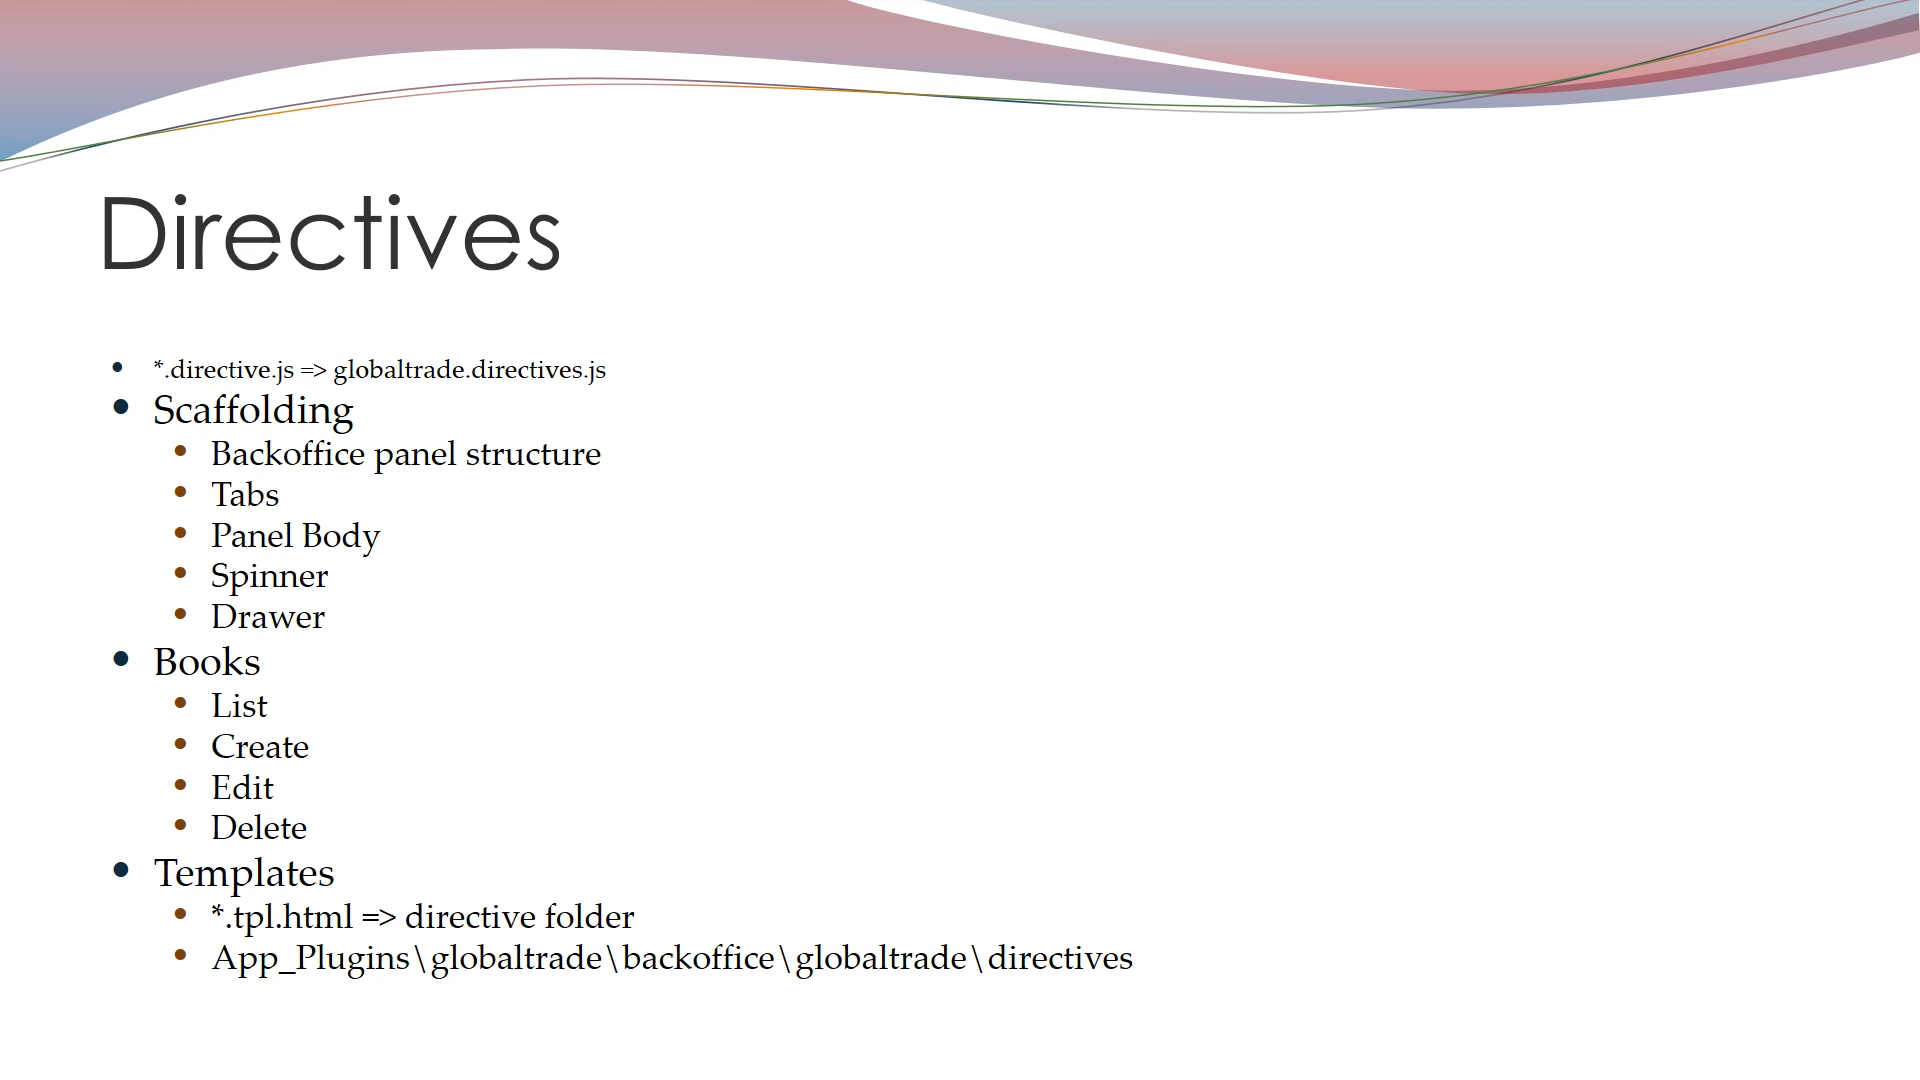 Directives
• *.directive.js => globaltrade.directives.js
• Scaffolding
• Backoffice panel structure
• Tabs
• Panel Body
• Spinner
• Drawer
• Books
• List
• Create
• Edit
• Delete
• Templates
• *.tpl.html => directive folder
• App_Plugins\globaltrade\backoffice\globaltrade\directives